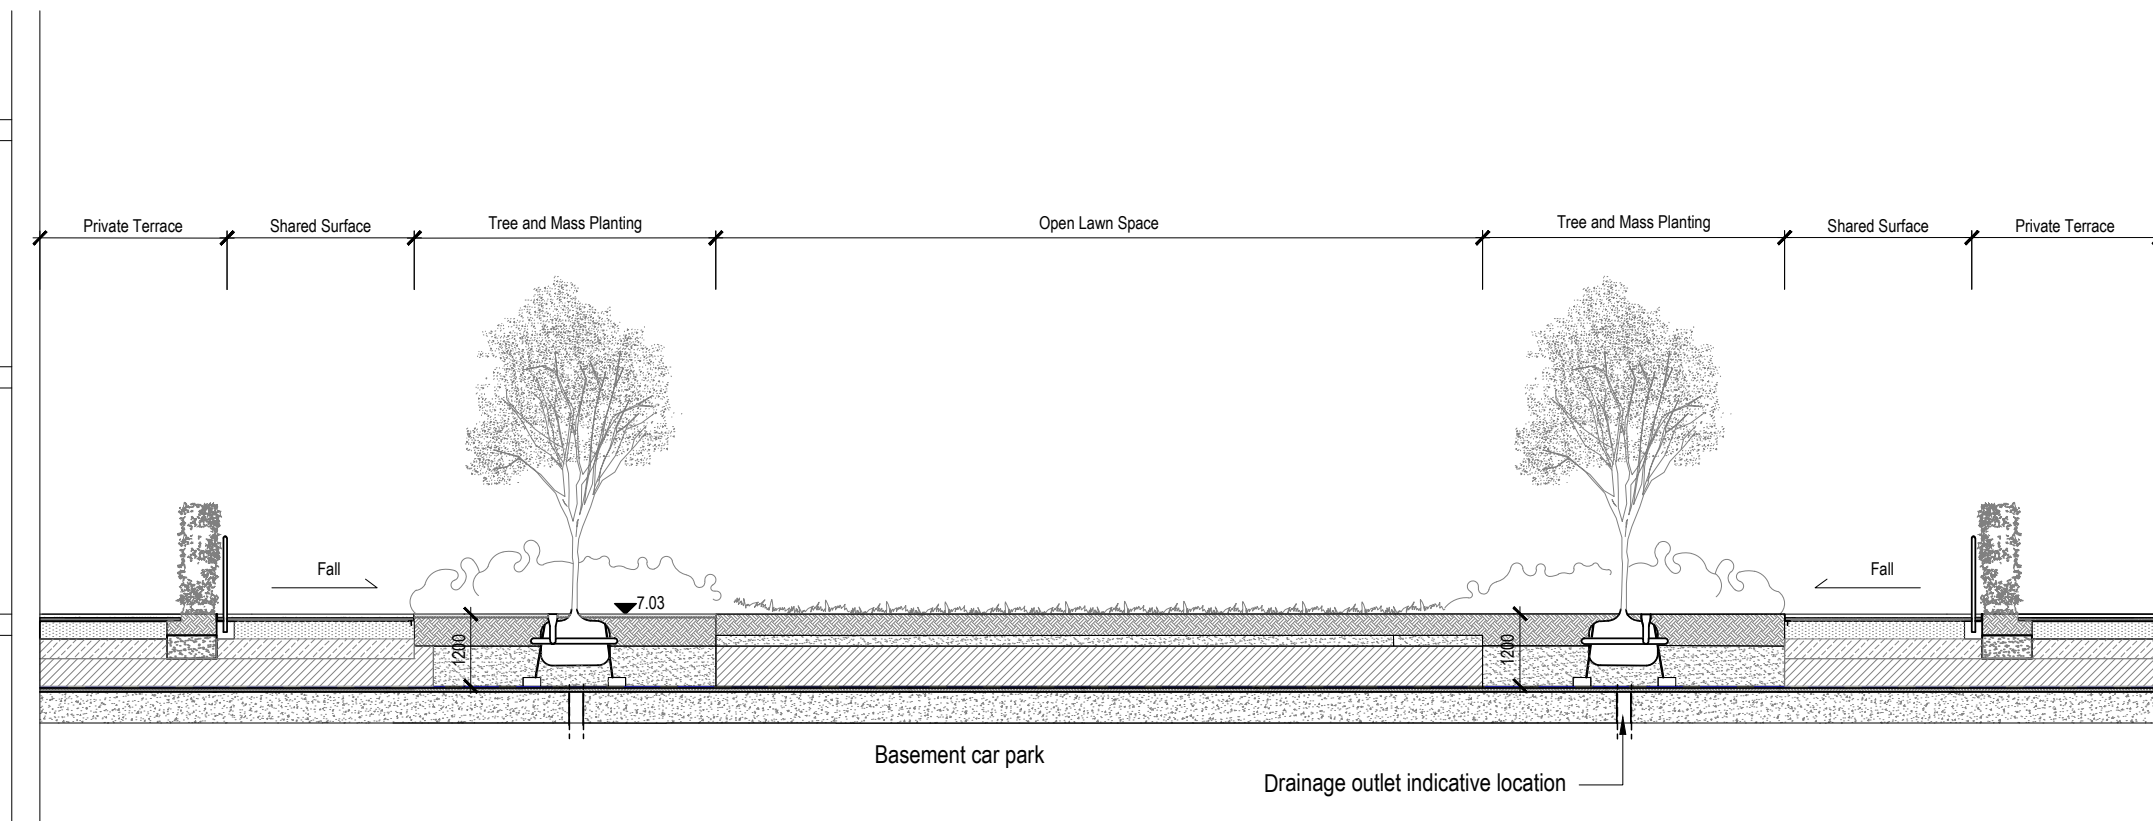 Private Terrace
Shared Surface
Tree and Mass Planting
Open Lawn Space
Tree and Mass Planting
Shared Surface
Private Terrace
Fall
Fall
7.03
1200
1200
Basement car park
Drainage outlet indicative location